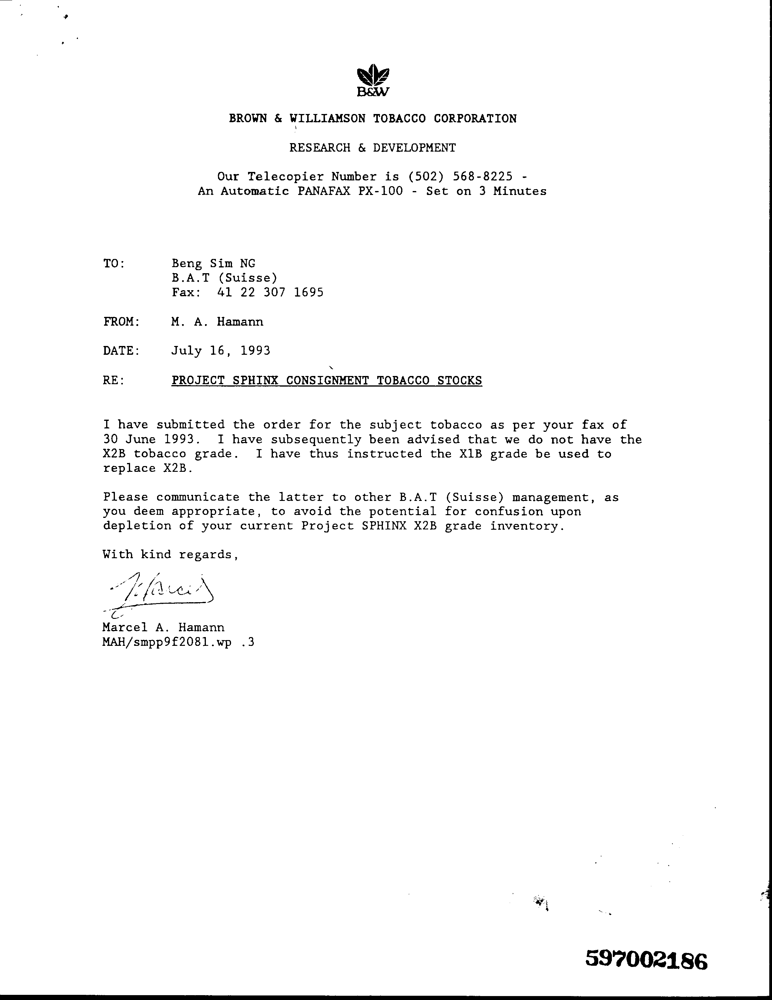 B&W
BROWN & WILLIAMSON TOBACCO CORPORATION
RESEARCH & DEVELOPMENT
Our Telecopier Number is (502) 568-8225 -
An Automatic PANAFAX PX-100 - Set on 3 Minutes
TO: Beng Sim NG
B.A.T (Suisse)
Fax: 41 22 307 1695
FROM: M. A. Hamann
DATE: July 16, 1993
RE: PROJECT SPHINX CONSIGNMENT TOBACCO STOCKS
I have submitted the order for the subject tobacco as per your fax of
30 June 1993. I have subsequently been advised that we do not have the
X2B tobacco grade. I have thus instructed the X1B grade be used to
replace X2B.
Please communicate the latter to other B.A.T (Suisse) management, as
you deem appropriate, to avoid the potential for confusion upon
depletion of your current Project SPHINX X2B grade inventory.
With kind regards,
Marcel A. Hamann
MAH/smpp9f2081.wp .3
597002186